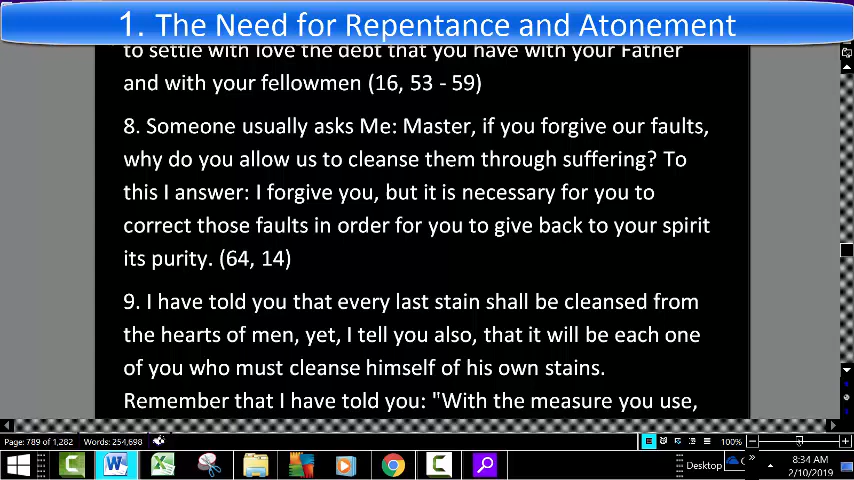 1. The Need for Repentance and Atonement
to settle with love the debt that you have with your Father
and with your fellowmen (16, 53 - 59)
8. Someone usually asks Me: Master, if you forgive our faults,
why do you allow us to cleanse them through suffering? To
this I answer: I forgive you, but it is necessary for you to
correct those faults in order for you to give back to your spirit
its purity. (64, 14)
9. I have told you that every last stain shall be cleansed from
the hearts of men, yet, I tell you also, that it will be each one
of you who must cleanse himself of his own stains.
Remember that I have told you: "With the measure you use,
Page: 789 of 1,282 Words: 254,698 100%
Desktop
8:34 AM
2/10/2019